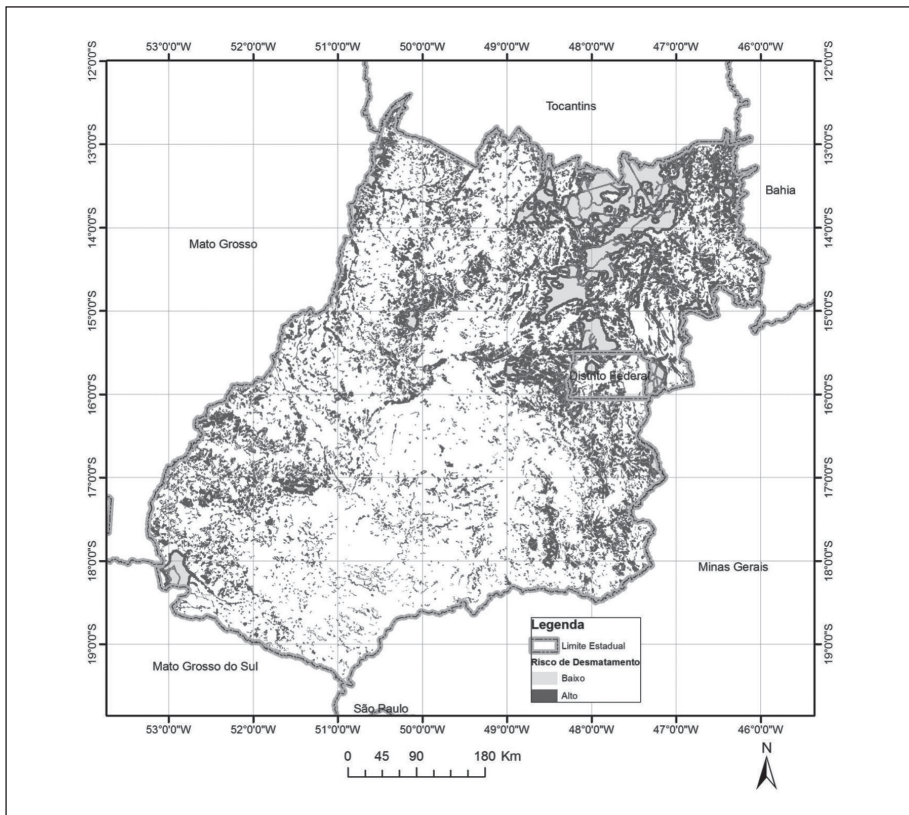 53°0'0"W 52°0'0"W 51°0'0"W 50°0'0"W 49°0'0"W 48°0'0"W 47°0'0"W 46°0'0"W
12°0'0"S
12°0'0"S
Tocantins
13°0'0"S
13°0'0"S
Bahia
Mato Grosso
14°0'0"S
14°0'0"S
15°0'0"S
15°0'0"S
Distrito Federal
16°0'0"S
16°0'0"S
17°0'0"S
17°0'0"S
18°0'0"S
18°0'0"S
Minas Gerais
Legenda
Limite Estadual
Risco de Desmatamento
Baixo
Alto
19°0'0"S
19°0'0"S
Mato Grosso do Sul
São Paulo
53°0'0"W 52°0'0"W 51°0'0"W 50°0'0"W 49°0'0"W 48°0'0"W 47°0'0"W 46°0'0"W
0 45 90 180 Km
N